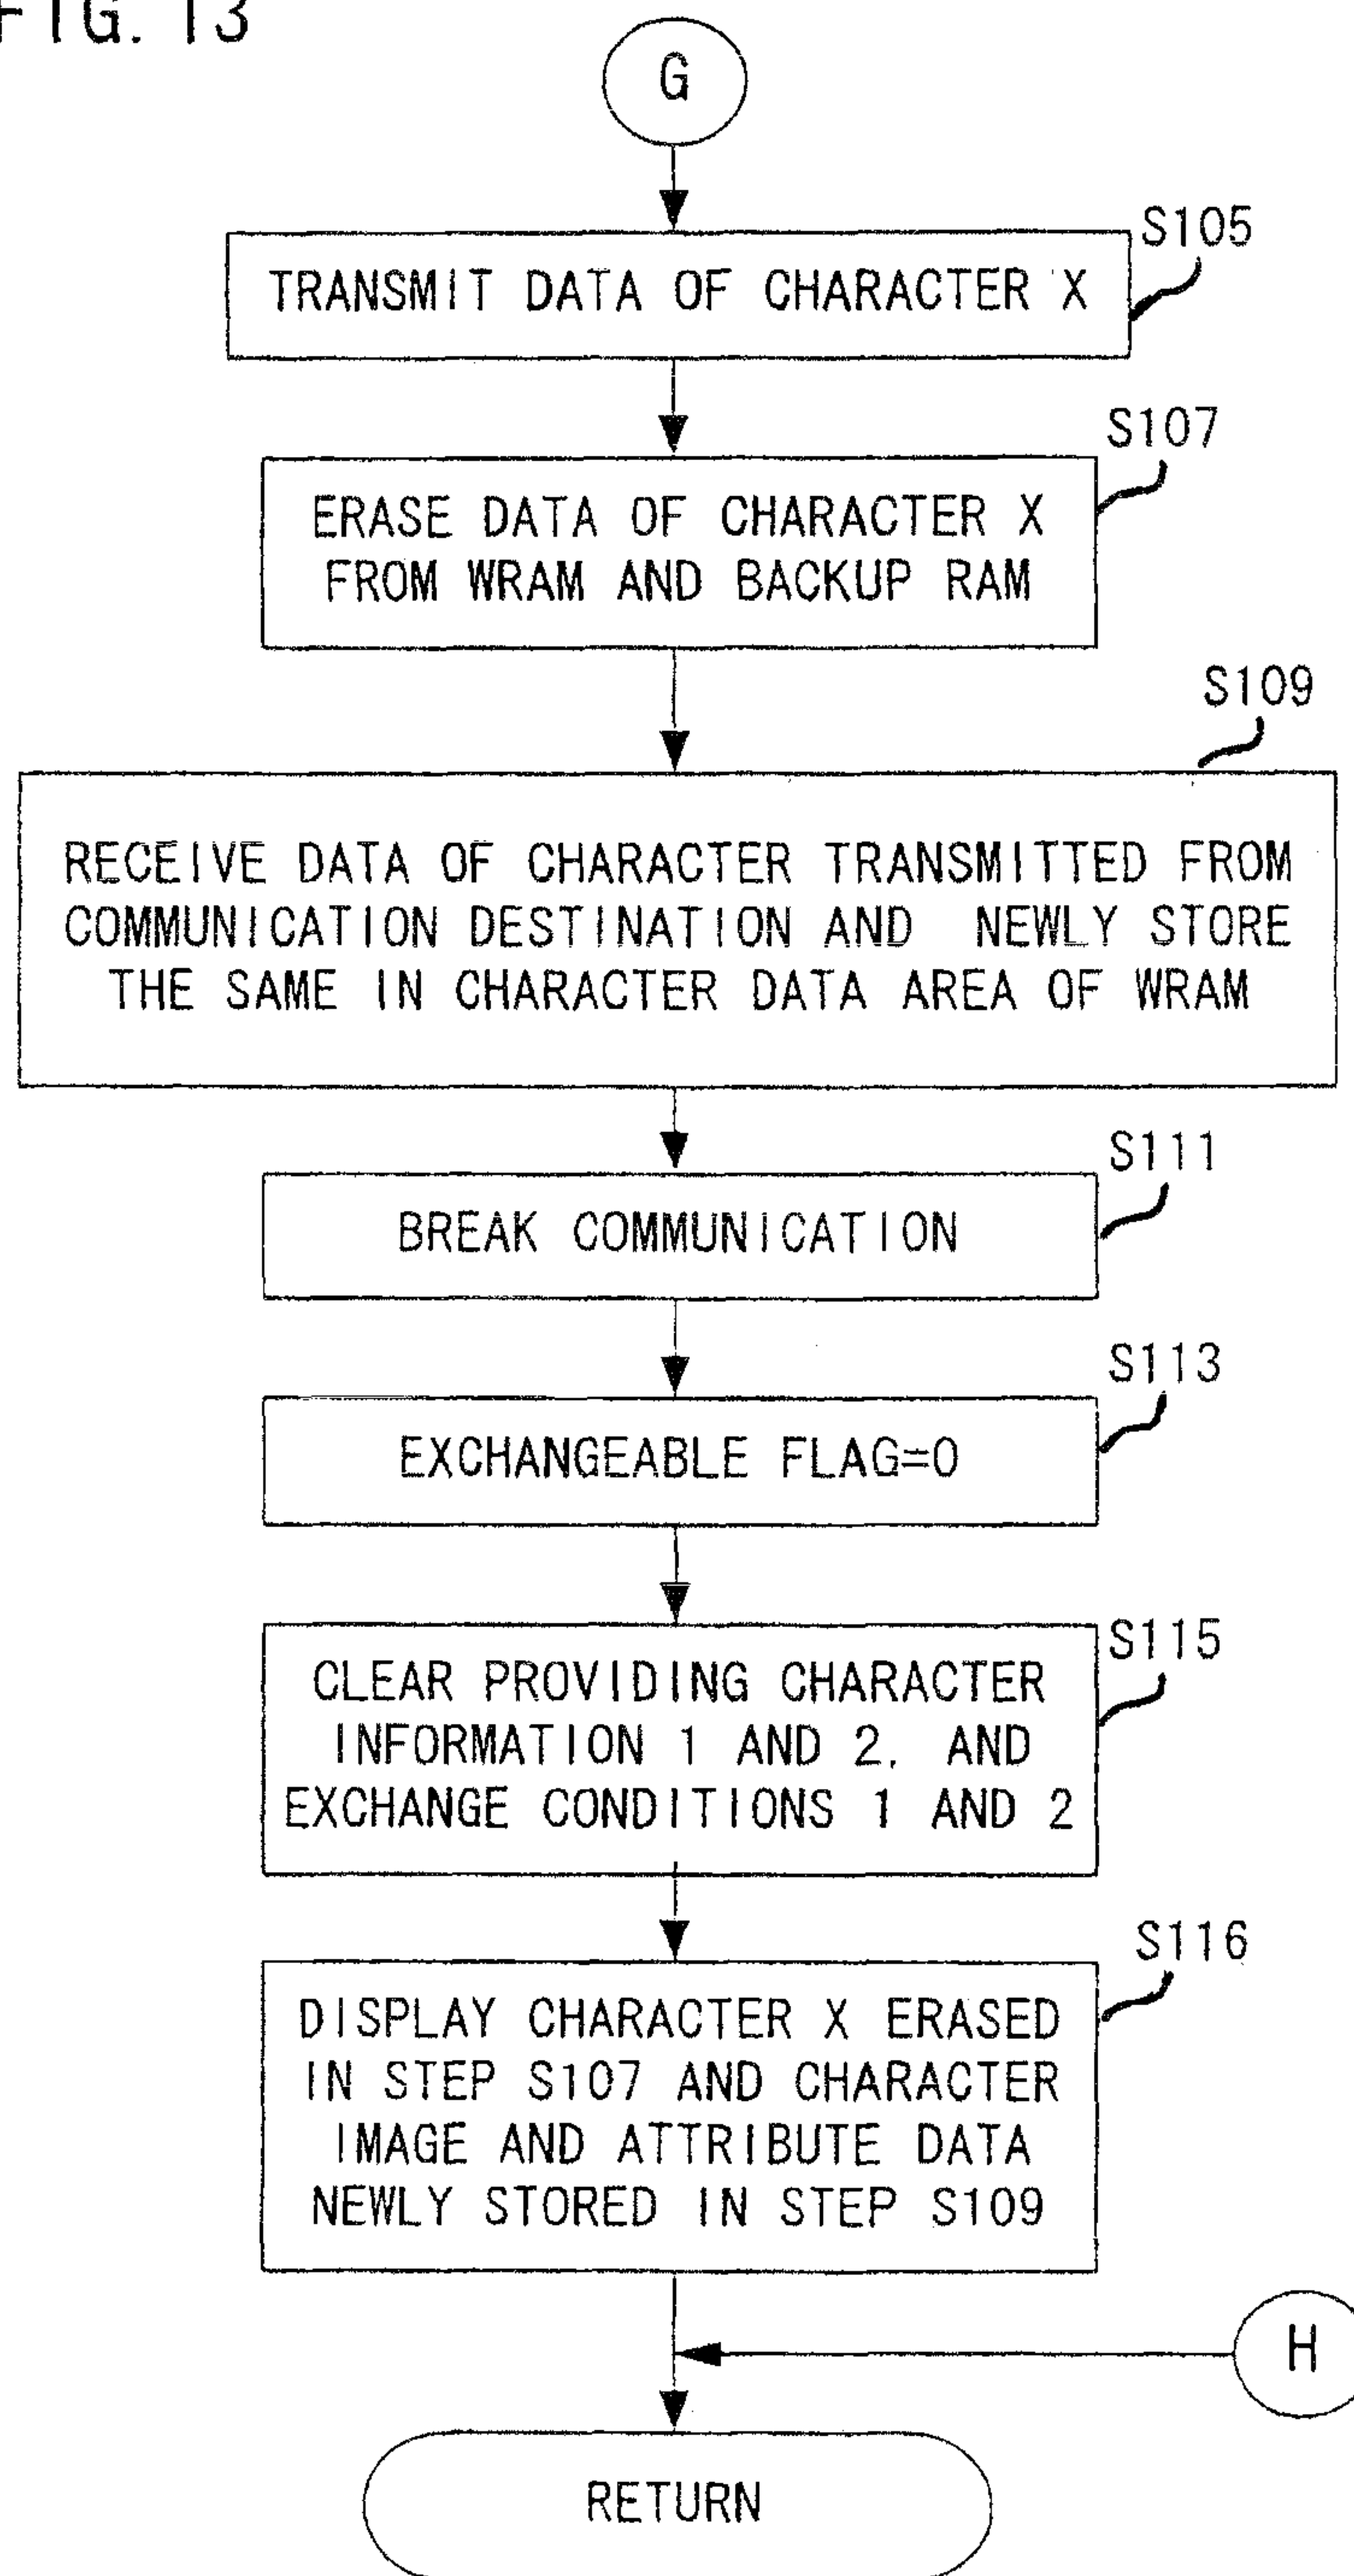 FIG. 13
G
S105
TRANSMIT DATA OF CHARACTER X
S107
ERASE DATA OF CHARACTER X
FROM WRAM AND BACKUP RAM
S109
RECEIVE DATA OF CHARACTER TRANSMITTED FROM
COMMUNICATION DESTINATION AND NEWLY STORE
THE SAME IN CHARACTER DATA AREA OF WRAM
S111
BREAK COMMUNICATION
S113
EXCHANGEABLE FLAG=0
S115
CLEAR PROVIDING CHARACTER
INFORMATION 1 AND 2, AND
EXCHANGE CONDITIONS 1 AND 2
S116
DISPLAY CHARACTER X ERASED
IN STEP S107 AND CHARACTER
IMAGE AND ATTRIBUTE DATA
NEWLY STORED IN STEP S109
H
RETURN